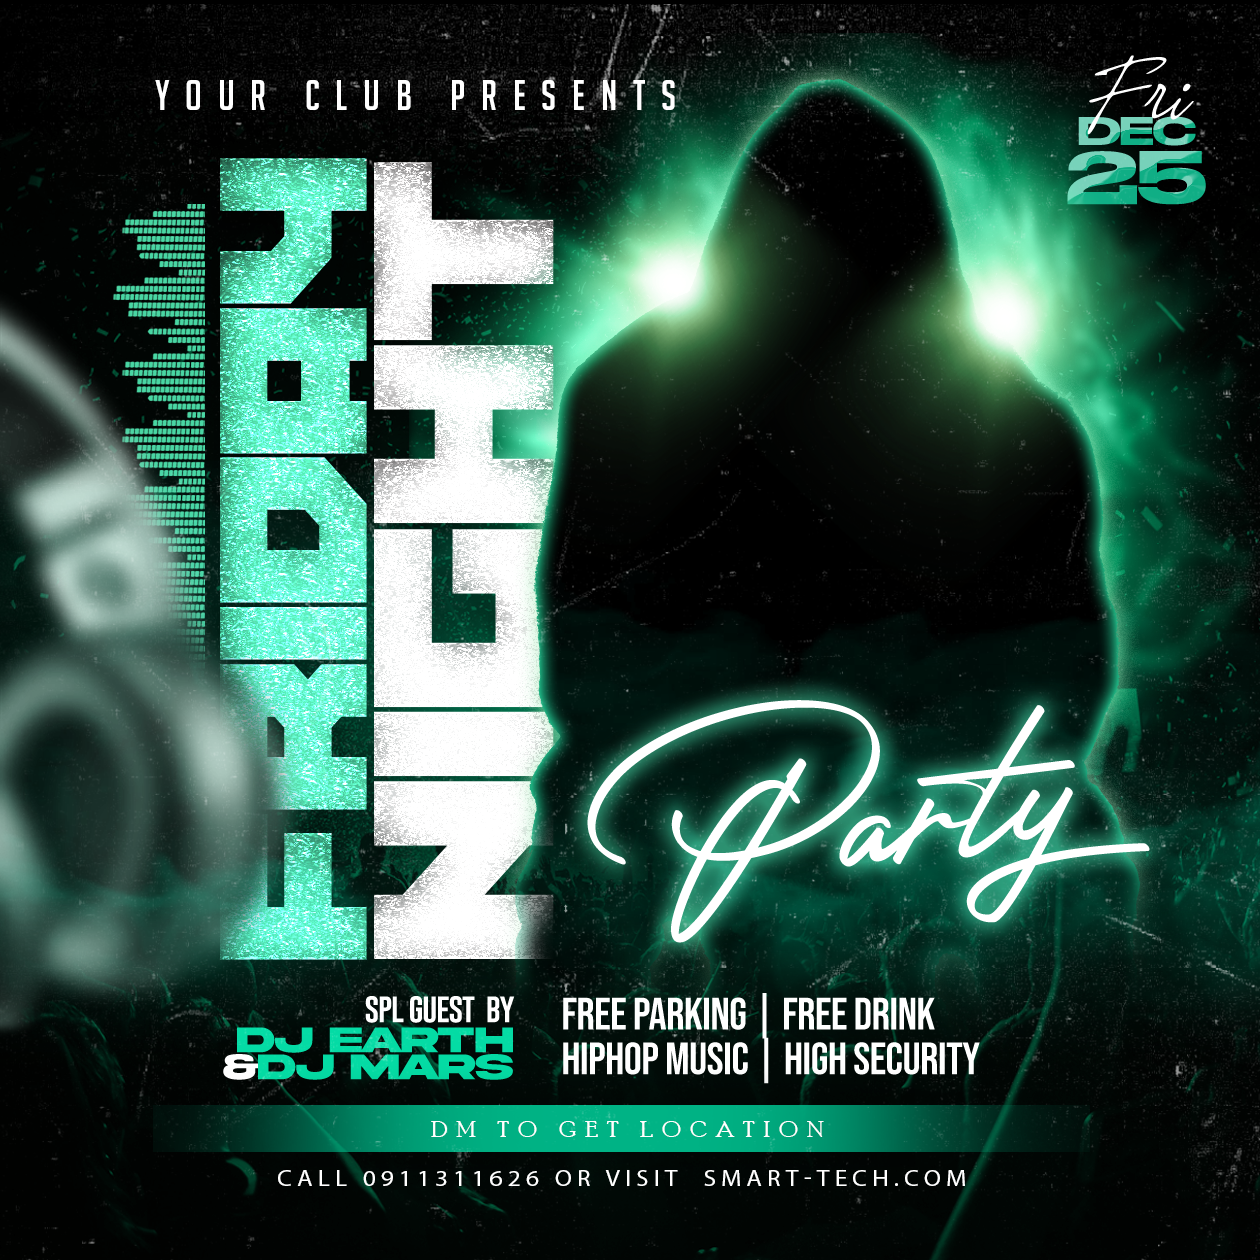 YOUR CLUB PRESENTS
Fri
DEC
25
FRIDAY
NIGHT
Party
SPL GUEST BY
DJ EARTH
&DJ MARS
FREE PARKING | FREE DRINK
HIPHOP MUSIC | HIGH SECURITY
DM TO GET LOCATION
CALL 0911311626 OR VISIT SMART-TECH.COM